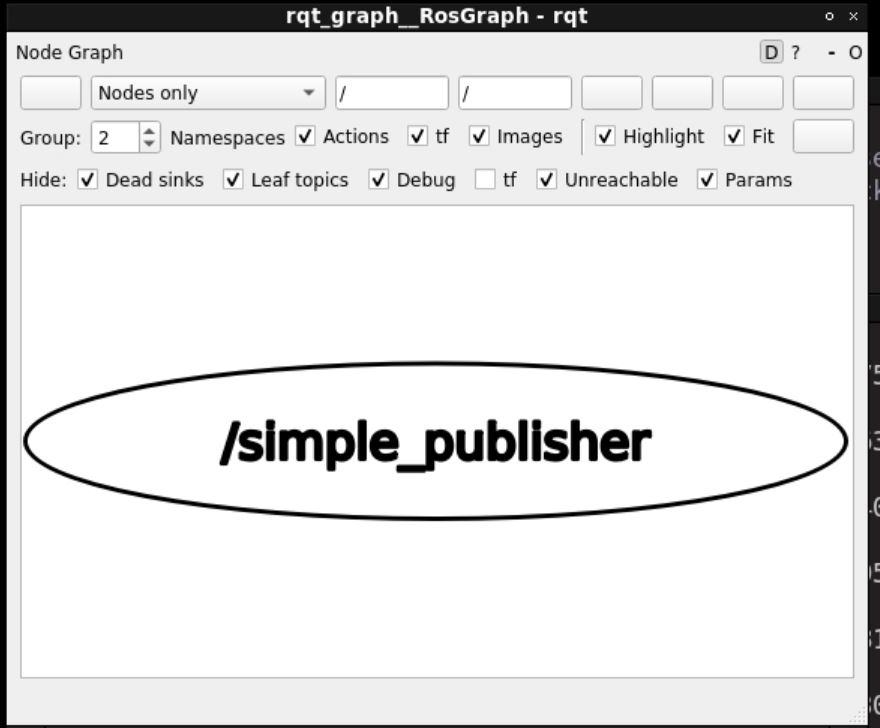 rqt_graph__RosGraph - rqt
Node Graph D ? - O
Nodes only / /
Group: 2 Namespaces Actions tf Images Highlight Fit
Hide: Dead sinks Leaf topics Debug tf Unreachable Params
/simple_publisher